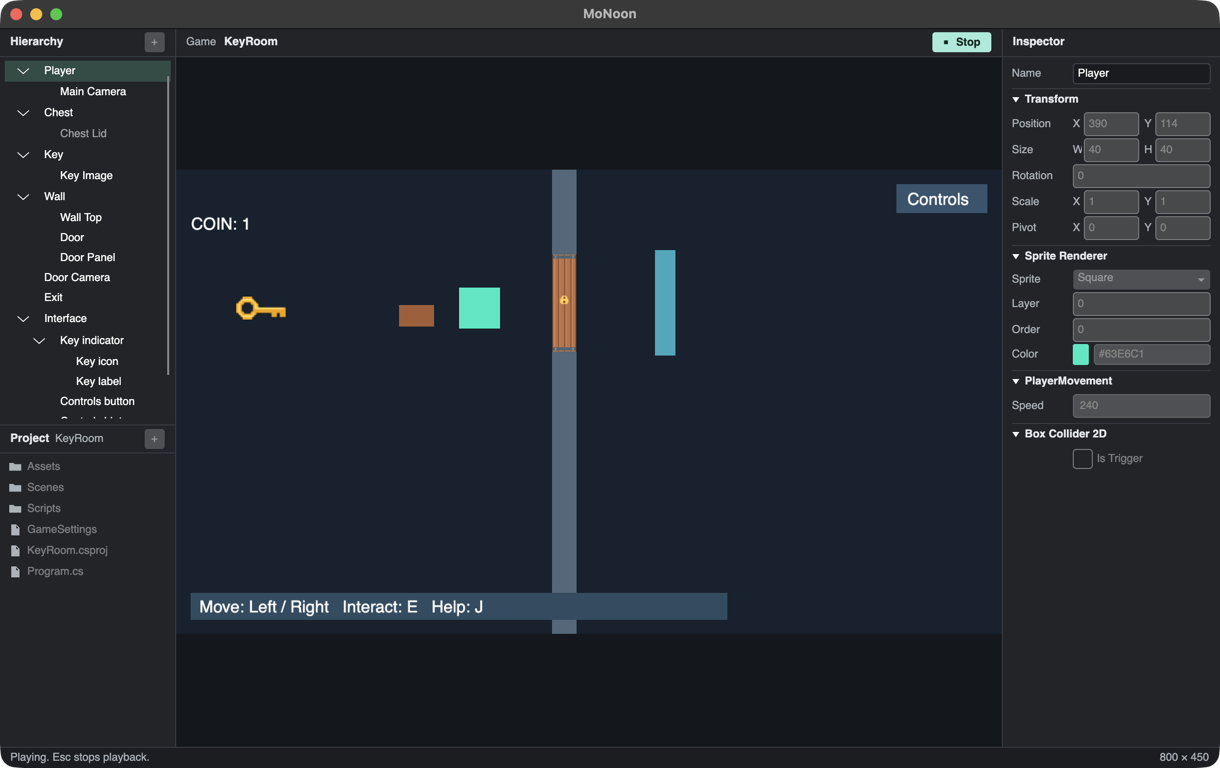 MoNoon
Hierarchy
+
Game KeyRoom
Stop
Inspector
Player
Main Camera
Chest
Chest Lid
Key
Key Image
Wall
Wall Top
Door
Door Panel
Door Camera
Exit
Interface
Key indicator
Key icon
Key label
Controls button
Project KeyRoom
+
Assets
Scenes
Scripts
GameSettings
KeyRoom.csproj
Program.cs
COIN: 1
Controls
Move: Left / Right Interact: E Help: J
Name Player
Transform
Position X 390 Y 114
Size W 40 H 40
Rotation 0
Scale X 1 Y 1
Pivot X 0 Y 0
Sprite Renderer
Sprite Square
Layer 0
Order 0
Color #63E6C1
PlayerMovement
Speed 240
Box Collider 2D
Is Trigger
Playing. Esc stops playback.
800 × 450